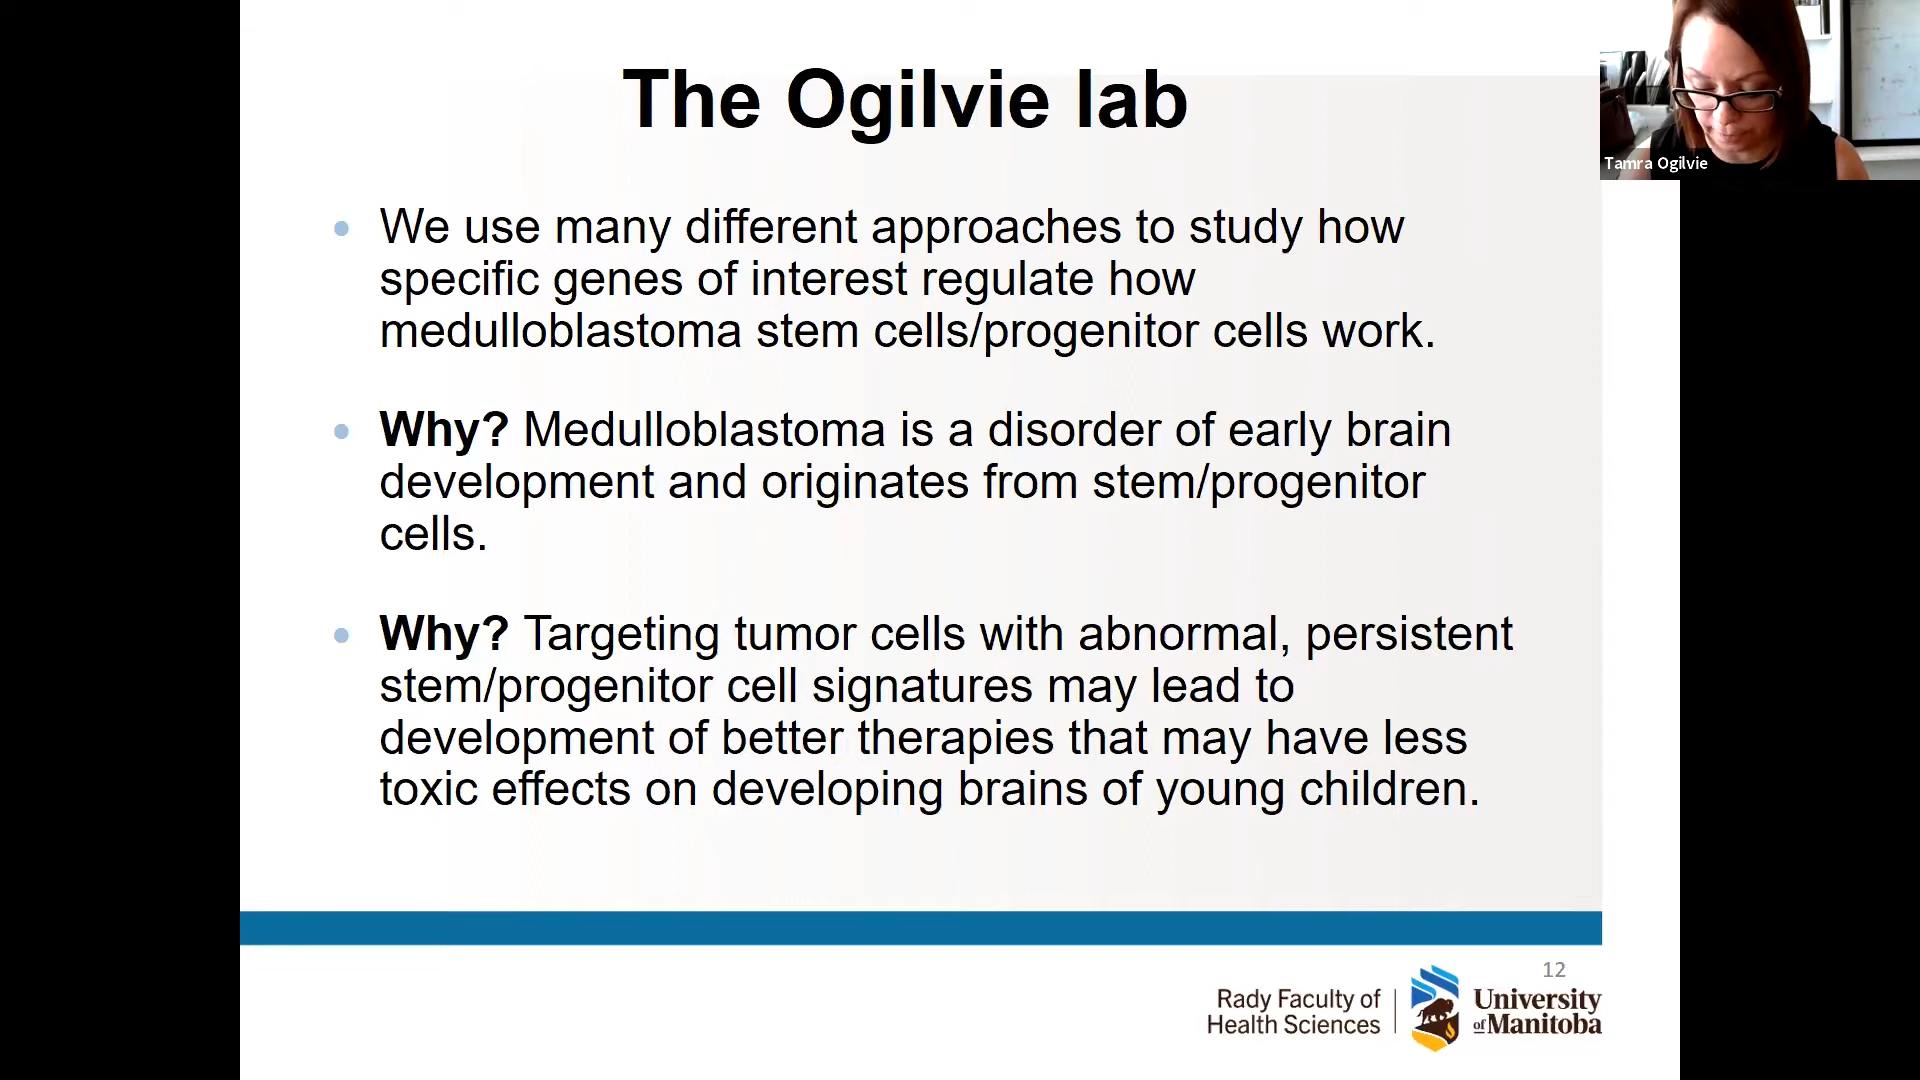 The Ogilvie lab
Tamra Ogilvie
• We use many different approaches to study how
specific genes of interest regulate how
medulloblastoma stem cells/progenitor cells work.
• Why? Medulloblastoma is a disorder of early brain
development and originates from stem/progenitor
cells.
• Why? Targeting tumor cells with abnormal, persistent
stem/progenitor cell signatures may lead to
development of better therapies that may have less
toxic effects on developing brains of young children.
12
Rady Faculty of
Health Sciences
University
of Manitoba